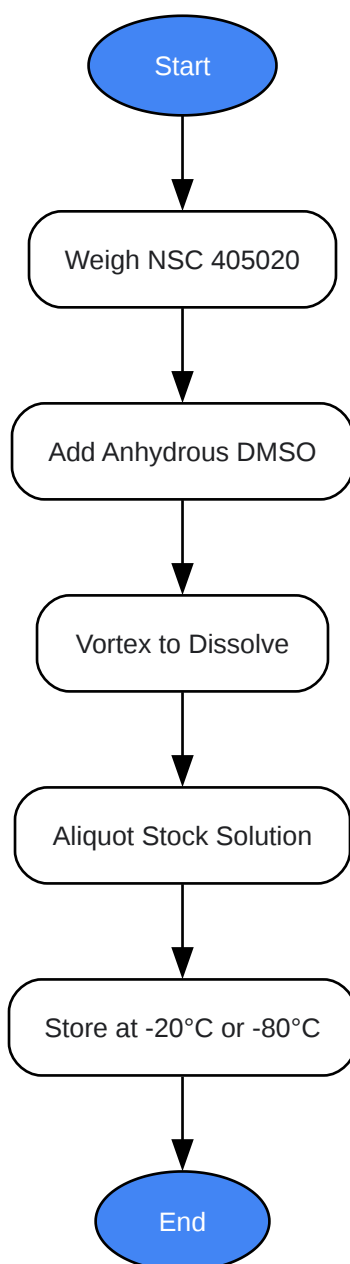 Start
Weigh NSC 405020
Add Anhydrous DMSO
Vortex to Dissolve
Aliquot Stock Solution
Store at -20°C or -80°C
End